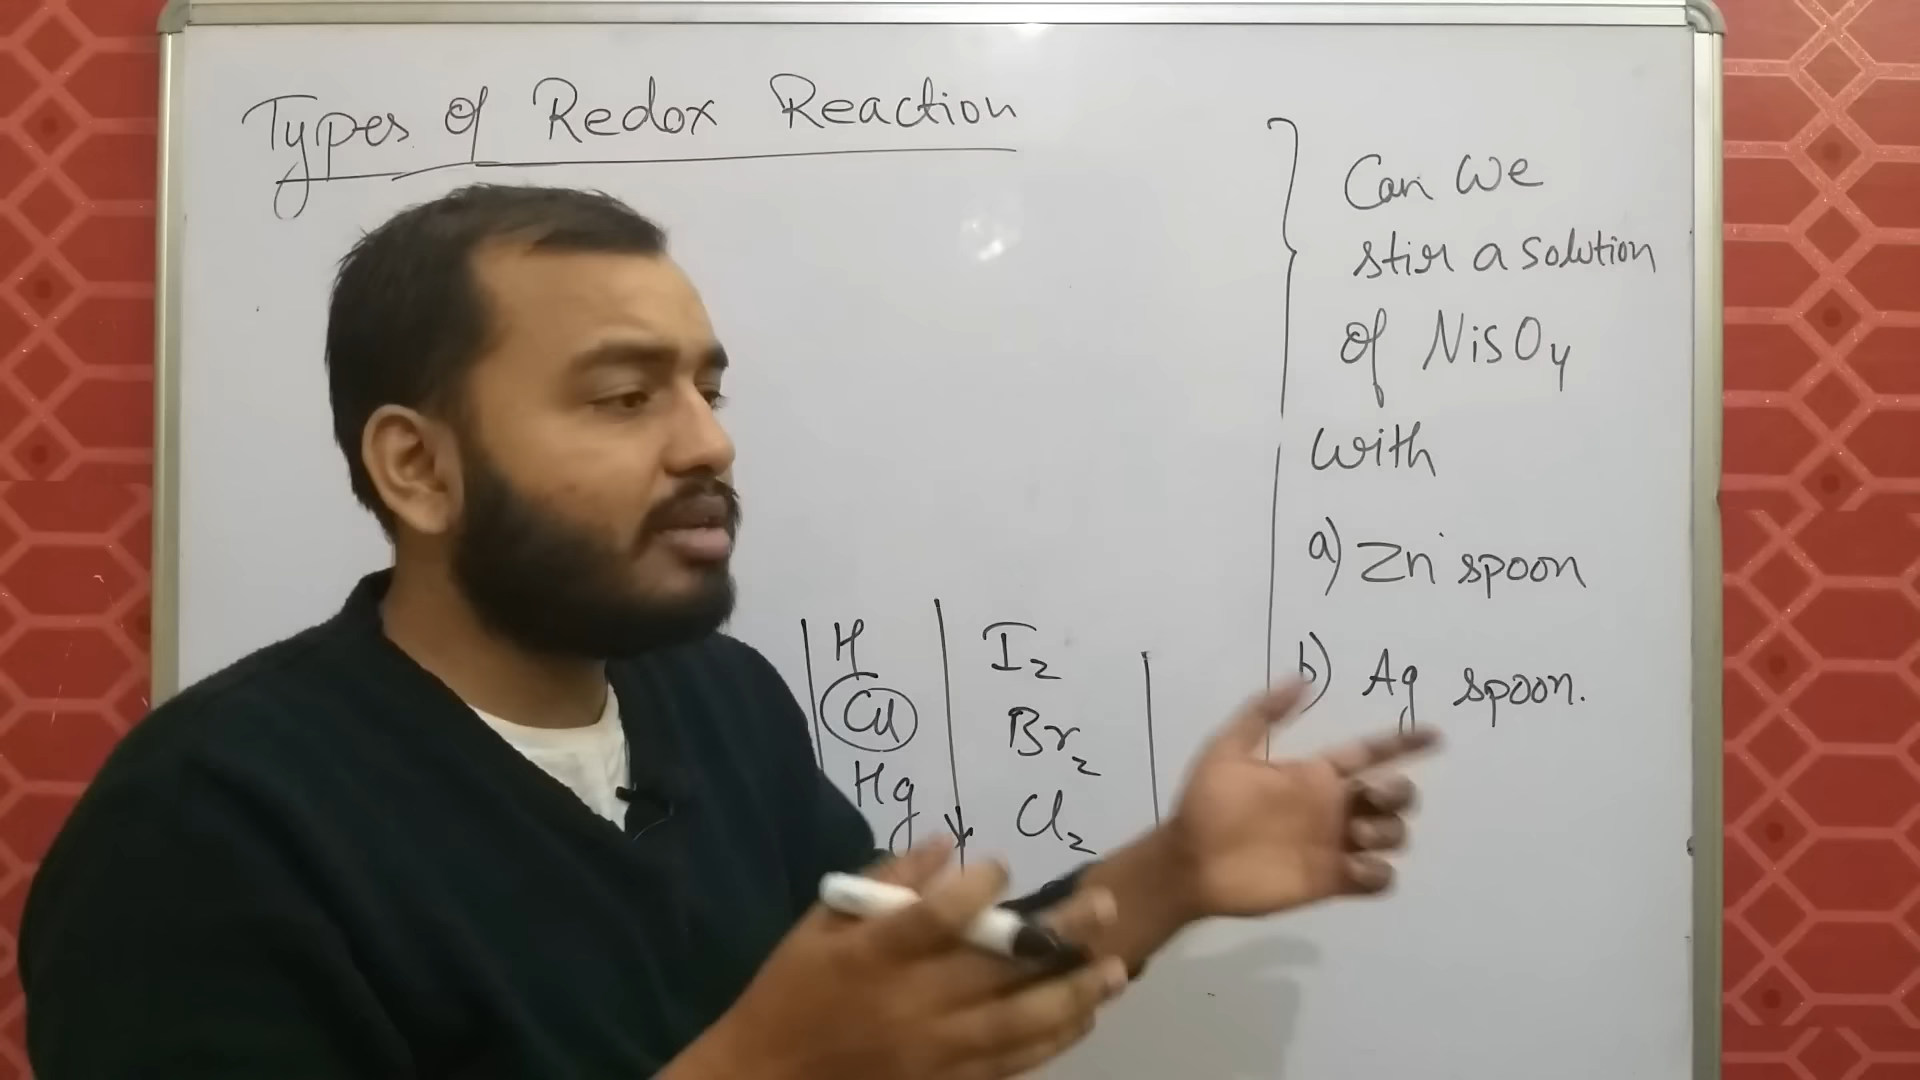 Types of Redox Reaction
Can we
stir a solution
of NiSO4
with
a) Zn spoon
b) Ag spoon.
H
Cu
Hg
I2
Br2
Cl2